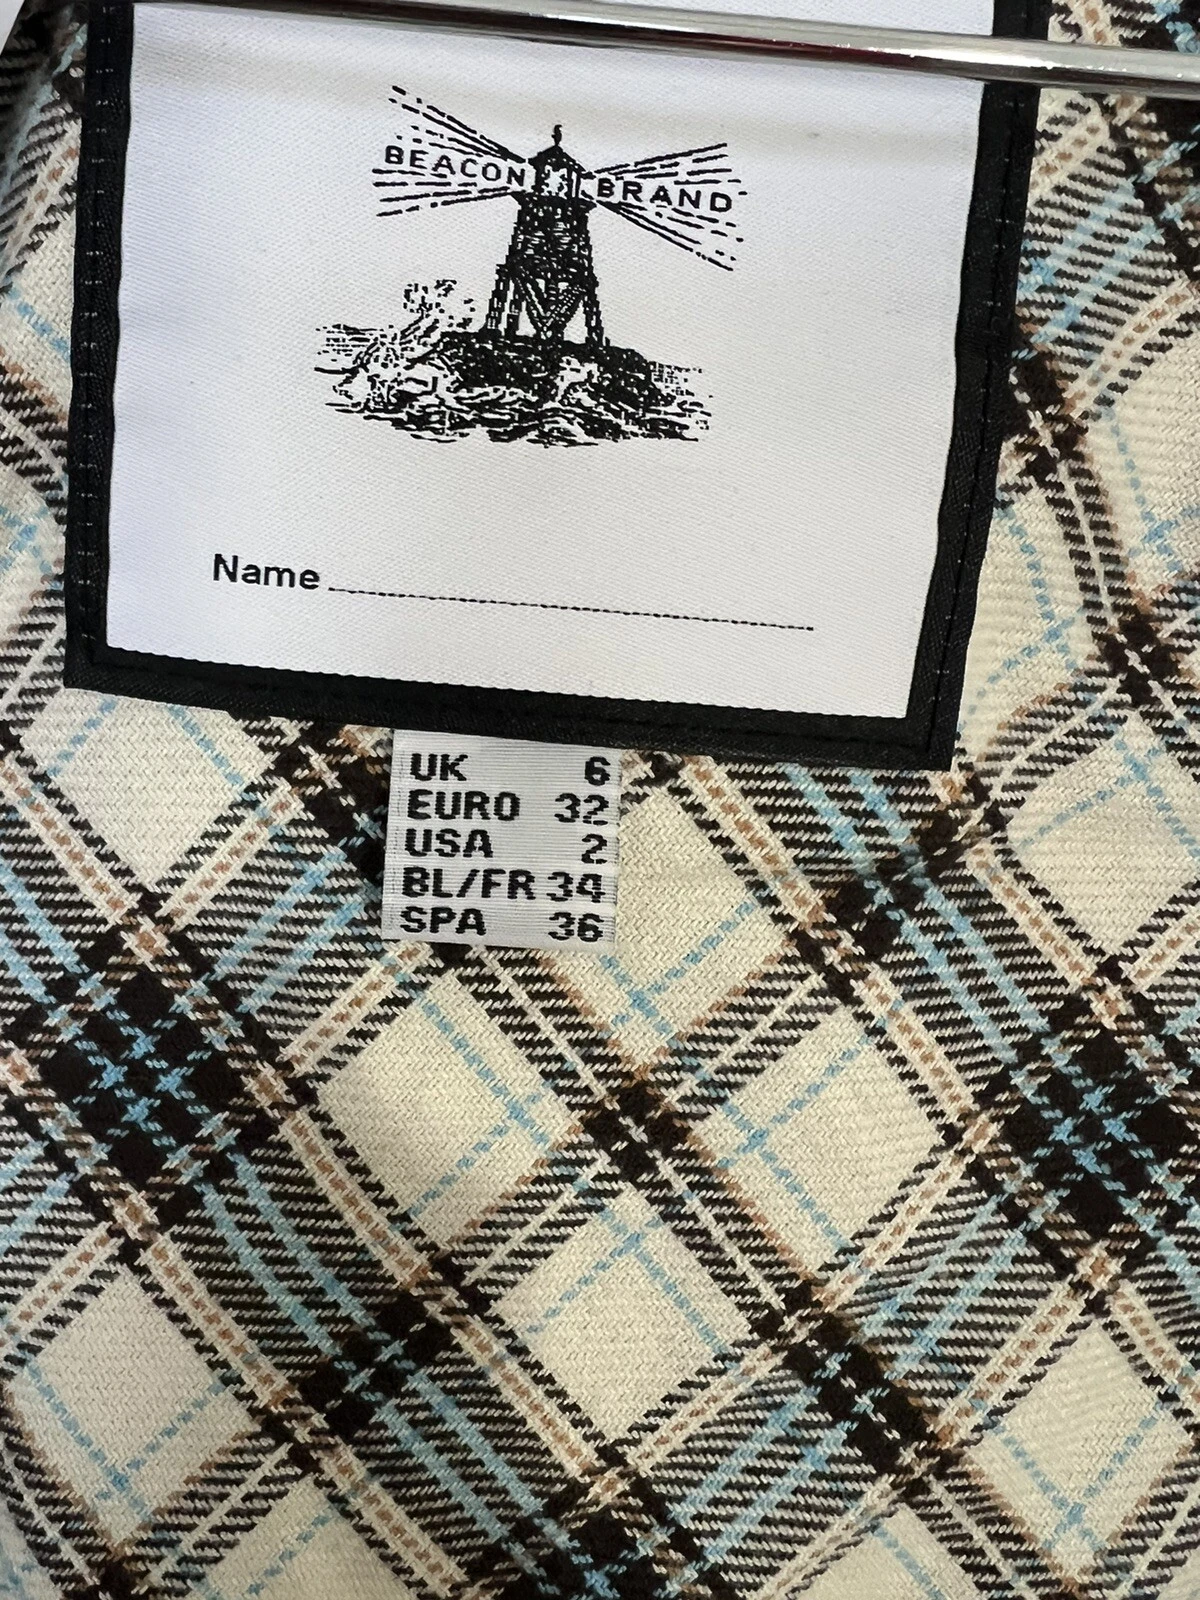 BEACON BRAND
Name
UK 6
EURO 32
USA 2
BL/FR 34
SPA 36